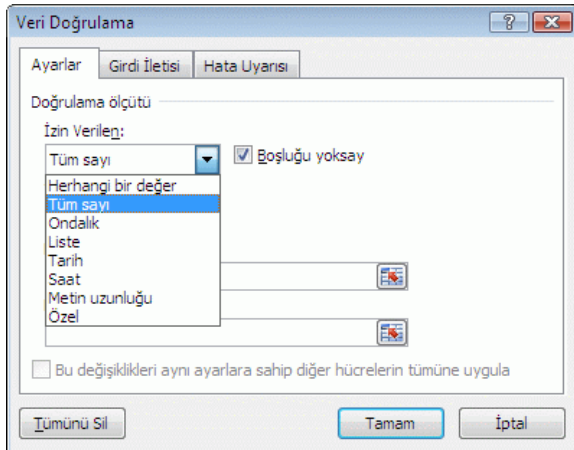 Veri Doğrulama
Ayarlar Girdi İletisi Hata Uyarısı
Doğrulama ölçütü
İzin Verilen:
Tüm sayı Boşluğu yoksay
Herhangi bir değer
Tüm sayı
Ondalık
Liste
Tarih
Saat
Metin uzunluğu
Özel
Bu değişiklikleri aynı ayarlara sahip diğer hücrelerin tümüne uygula
Tümünü Sil Tamam İptal